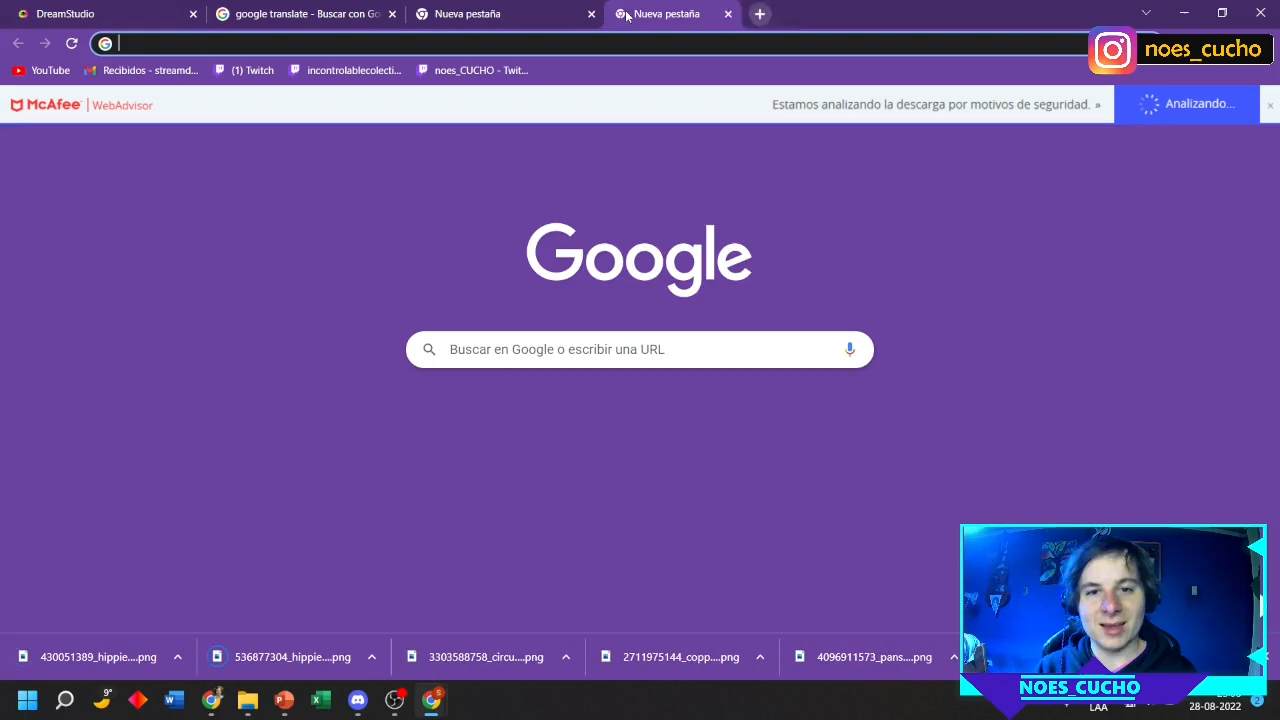 DreamStudio
google translate - Buscar con Go
Nueva pestaña
Nueva pestaña
noes_cucho
YouTube
Recibidos - streamd...
(1) Twitch
incontrolablecolecti...
noes_CUCHO - Twit...
McAfee | WebAdvisor
Estamos analizando la descarga por motivos de seguridad. »
Analizando...
Google
Buscar en Google o escribir una URL
430051389_hippie....png
536877304_hippie....png
3303588758_circu....png
2711975144_copp....png
4096911573_pans....png
NOES_CUCHO
9°
LAA
28-08-2022
2